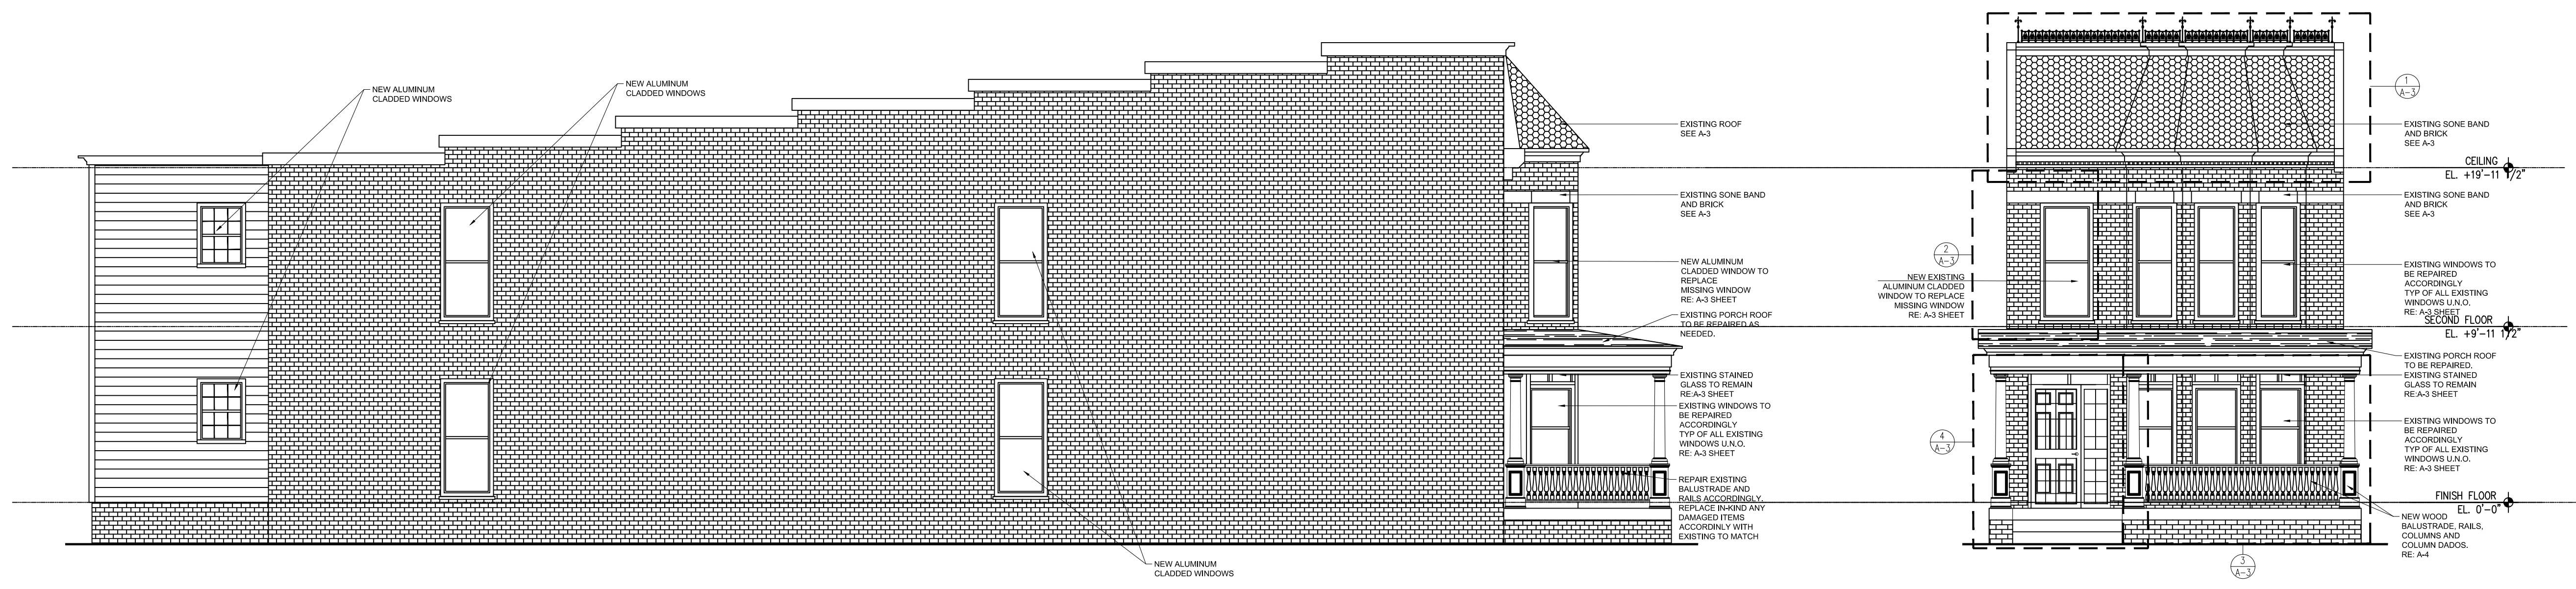 NEW ALUMINUM
CLADDED WINDOWS
NEW ALUMINUM
CLADDED WINDOWS
NEW ALUMINUM
CLADDED WINDOWS
EXISTING ROOF
SEE A-3
EXISTING SONE BAND
AND BRICK
SEE A-3
NEW ALUMINUM
CLADDED WINDOW TO
REPLACE
MISSING WINDOW
RE: A-3 SHEET
EXISTING PORCH ROOF
TO BE REPAIRED AS
NEEDED.
EXISTING STAINED
GLASS TO REMAIN
RE:A-3 SHEET
EXISTING WINDOWS TO
BE REPAIRED
ACCORDINGLY
TYP OF ALL EXISTING
WINDOWS U.N.O.
RE: A-3 SHEET
REPAIR EXISTING
BALUSTRADE AND
RAILS ACCORDINGLY.
REPLACE IN-KIND ANY
DAMAGED ITEMS
ACCORDINLY WITH
EXISTING TO MATCH
2
A-3
NEW EXISTING
ALUMINUM CLADDED
WINDOW TO REPLACE
MISSING WINDOW
RE: A-3 SHEET
4
A-3
1
A-3
EXISTING SONE BAND
AND BRICK
SEE A-3
CEILING
EL. +19'-11 1/2"
EXISTING SONE BAND
AND BRICK
SEE A-3
EXISTING WINDOWS TO
BE REPAIRED
ACCORDINGLY
TYP OF ALL EXISTING
WINDOWS U.N.O.
RE: A-3 SHEET
SECOND FLOOR
EL. +9'-11 1/2"
EXISTING PORCH ROOF
TO BE REPAIRED.
EXISTING STAINED
GLASS TO REMAIN
RE:A-3 SHEET
EXISTING WINDOWS TO
BE REPAIRED
ACCORDINGLY
TYP OF ALL EXISTING
WINDOWS U.N.O.
RE: A-3 SHEET
FINISH FLOOR
EL. 0'-0"
NEW WOOD
BALUSTRADE, RAILS,
COLUMNS AND
COLUMN DADOS.
RE: A-4
3
A-3